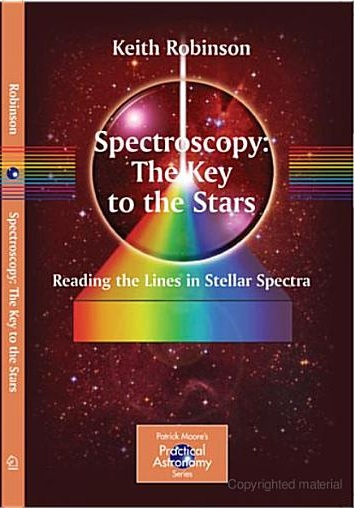 Keith Robinson
Spectroscopy:
The Key
to the Stars
Reading the Lines in Stellar Spectra
Patrick Moore's
Practical
Astronomy
Series
Copyrighted material
Robinson
Spectroscopy: The Key to the Stars